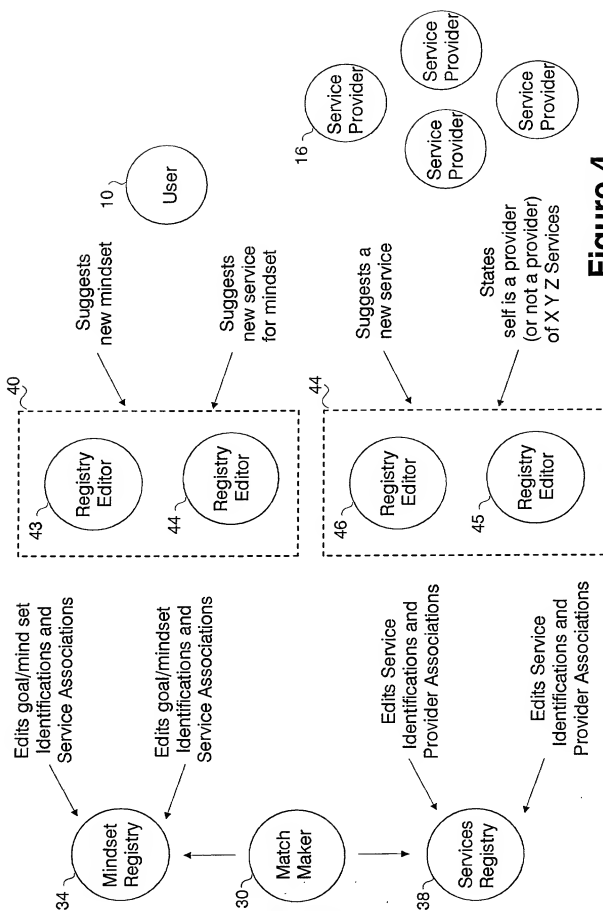 34
Mindset
Registry
Edits goal/mind set
Identifications and
Service Associations
Edits goal/mindset
Identifications and
Service Associations
40
43
Registry
Editor
44
Registry
Editor
Suggests
new mindset
Suggests
new service
for mindset
10
User
30
Match
Maker
38
Services
Registry
Edits Service
Identifications and
Provider Associations
Edits Service
Identifications and
Provider Associations
44
46
Registry
Editor
45
Registry
Editor
Suggests a
new service
States
self is a provider
(or not a provider)
of X Y Z Services
16
Service
Provider
Service
Provider
Service
Provider
Service
Provider
Figure 4